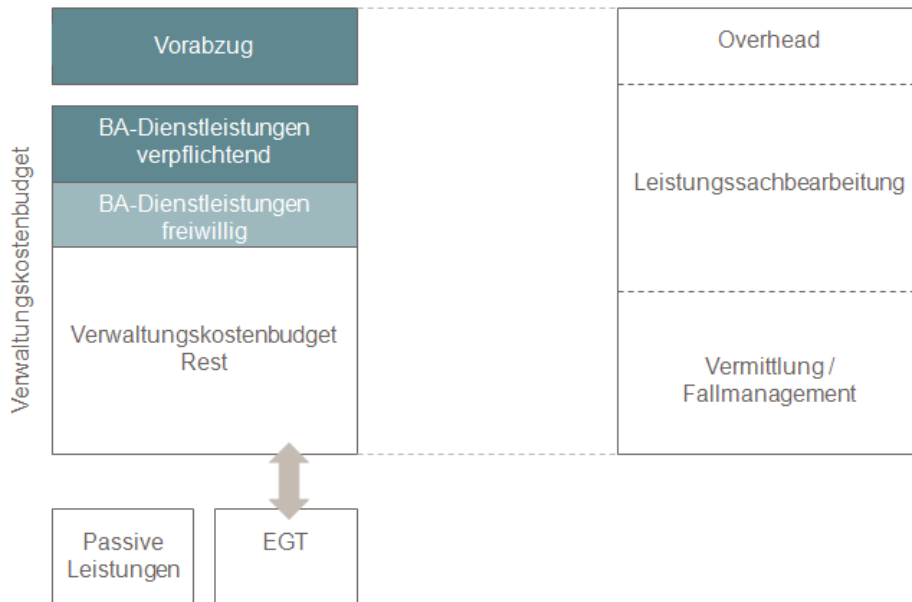 Verwaltungskostenbudget
Vorabzug
BA-Dienstleistungen
verpflichtend
BA-Dienstleistungen
freiwillig
Verwaltungskostenbudget
Rest
Passive
Leistungen
EGT
Overhead
Leistungssachbearbeitung
Vermittlung /
Fallmanagement